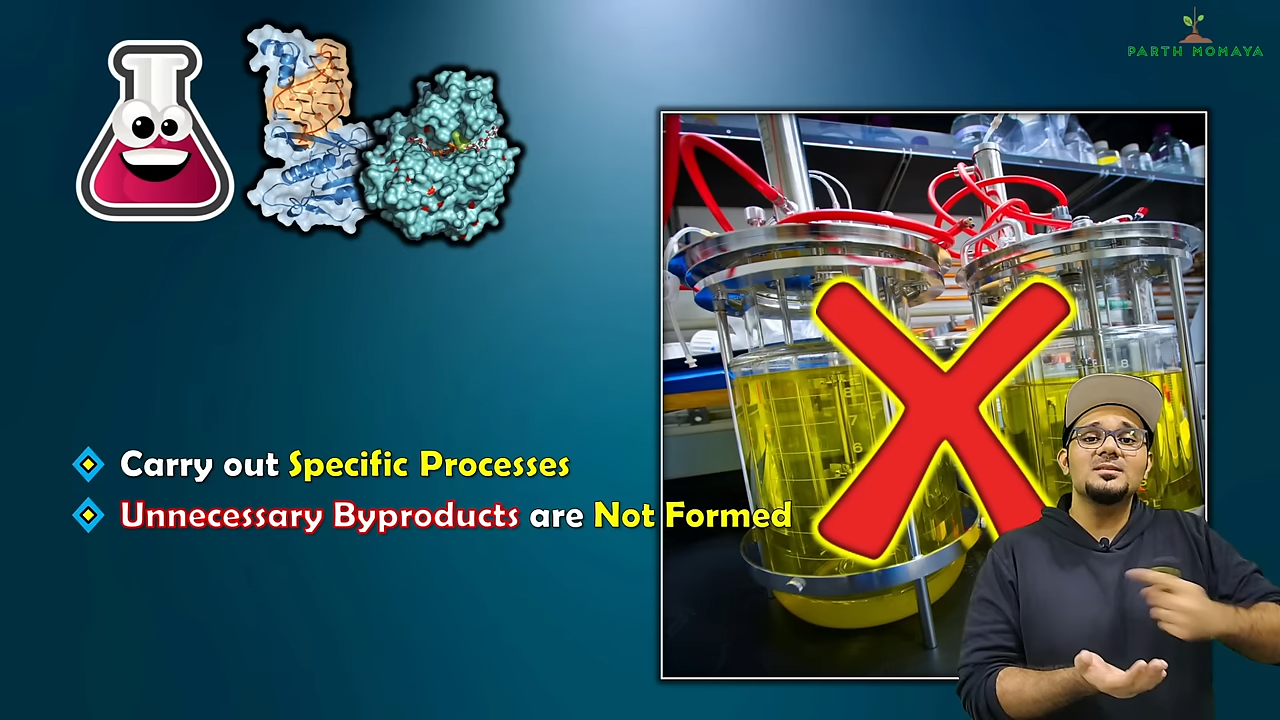 PARTH MOMAYA
Carry out Specific Processes
Unnecessary Byproducts are Not Formed